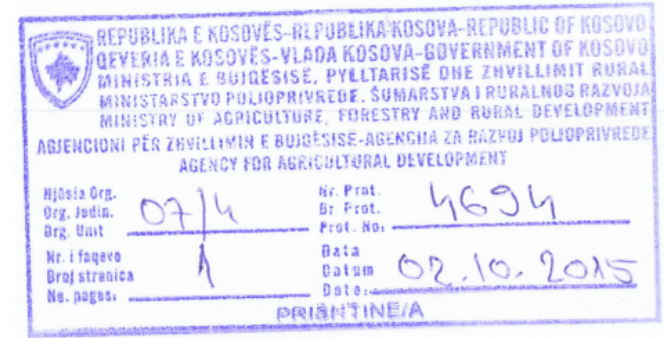 REPUBLIKA E KOSOVËS-REPUBLIKA KOSOVA-REPUBLIC OF KOSOVO
QEVERIA E KOSOVËS-VLADA KOSOVA-GOVERNMENT OF KOSOVO
MINISTRIA E BUJQËSISË, PYLLTARISË DHE ZHVILLIMIT RURAL
MINISTARSTVO POLJOPRIVREDE, ŠUMARSTVA I RURALNOG RAZVOJA
MINISTRY OF AGRICULTURE, FORESTRY AND RURAL DEVELOPMENT
AGJENCIONI PËR ZHVILLIMIN E BUJQËSISË-AGENCIJA ZA RAZVOJ POLJOPRIVREDE
AGENCY FOR AGRICULTURAL DEVELOPMENT
Njësia Org. Nr. Prot.
Org. Jedin. 07/4 Br Prot. 4694
Org. Unit Prot. No:
Nr. i faqeve Data
Broj stranica 1 Datum 02.10.2015
No. pages: Date:
PRISHTINE/A